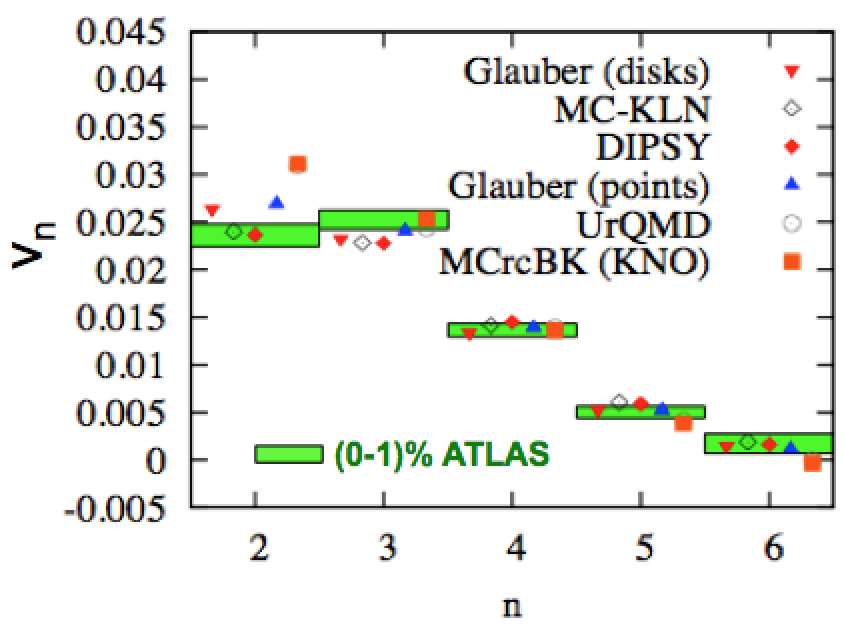 0.045
0.04
0.035
0.03
0.025
0.02
0.015
0.01
0.005
0
-0.005
vn
Glauber (disks)
MC-KLN
DIPSY
Glauber (points)
UrQMD
MCrcBK (KNO)
(0-1)% ATLAS
2 3 4 5 6
n